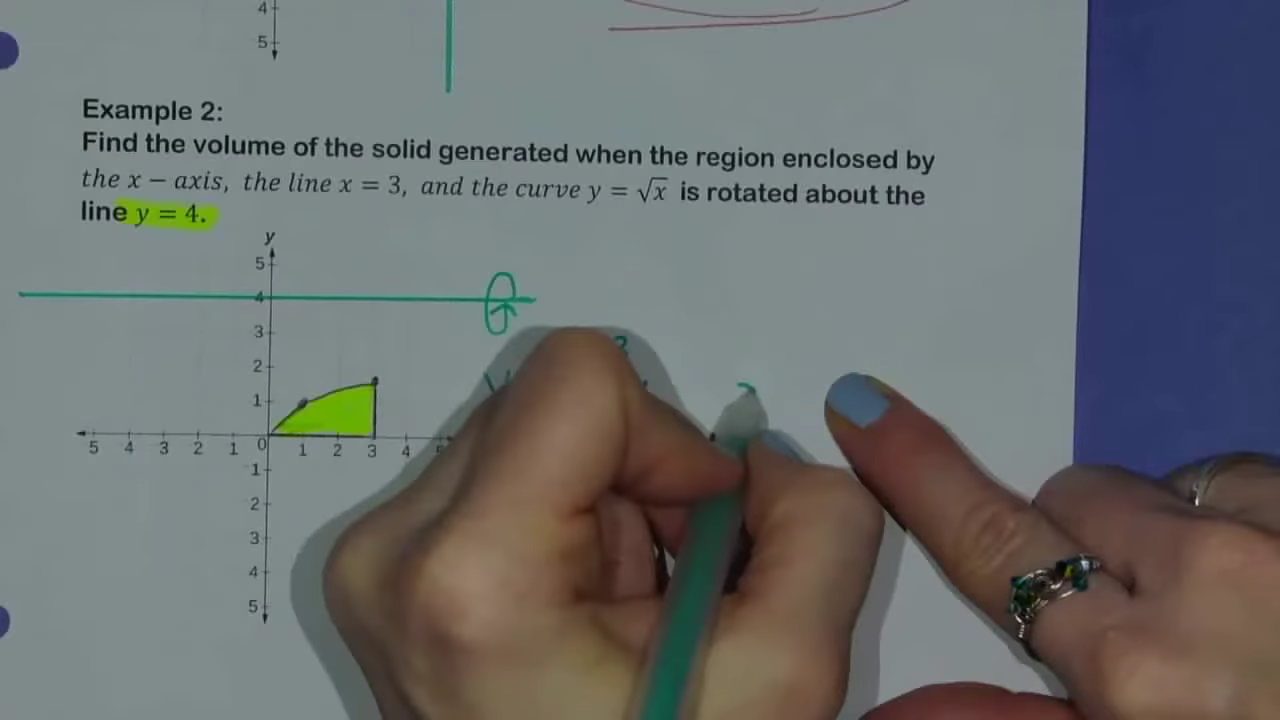 4
5
Example 2:
Find the volume of the solid generated when the region enclosed by
the x – axis, the line x = 3, and the curve y = √x is rotated about the
line y = 4.
y
5
4
3
2
1
5 4 3 2 1 0 1 2 3 4
1
2
3
4
5